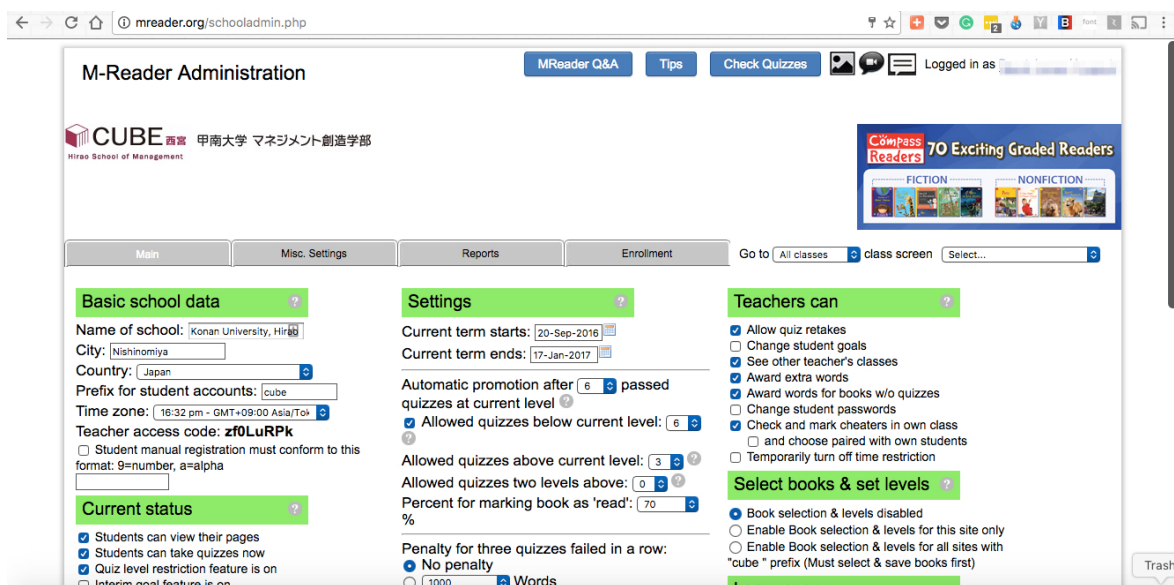 mreader.org/schooladmin.php
M-Reader Administration
MReader Q&A
Tips
Check Quizzes
Logged in as
CUBE 西宮 甲南大学 マネジメント創造学部
Hirao School of Management
Compass Readers 70 Exciting Graded Readers
FICTION
NONFICTION
Main
Misc. Settings
Reports
Enrollment
Go to All classes class screen Select...
Basic school data
Name of school: Konan University, Hirao
City: Nishinomiya
Country: Japan
Prefix for student accounts: cube
Time zone: 16:32 pm - GMT+09:00 Asia/Tok
Teacher access code: zf0LuRPk
Student manual registration must conform to this
format: 9=number, a=alpha
Current status
Students can view their pages
Students can take quizzes now
Quiz level restriction feature is on
Interim goal feature is on
Settings
Current term starts: 20-Sep-2016
Current term ends: 17-Jan-2017
Automatic promotion after 6 passed
quizzes at current level
Allowed quizzes below current level: 6
Allowed quizzes above current level: 3
Allowed quizzes two levels above: 0
Percent for marking book as 'read': 70
%
Penalty for three quizzes failed in a row:
No penalty
1000 Words
Teachers can
Allow quiz retakes
Change student goals
See other teacher's classes
Award extra words
Award words for books w/o quizzes
Change student passwords
Check and mark cheaters in own class
and choose paired with own students
Temporarily turn off time restriction
Select books & set levels
Book selection & levels disabled
Enable Book selection & levels for this site only
Enable Book selection & levels for all sites with
"cube " prefix (Must select & save books first)
Trash